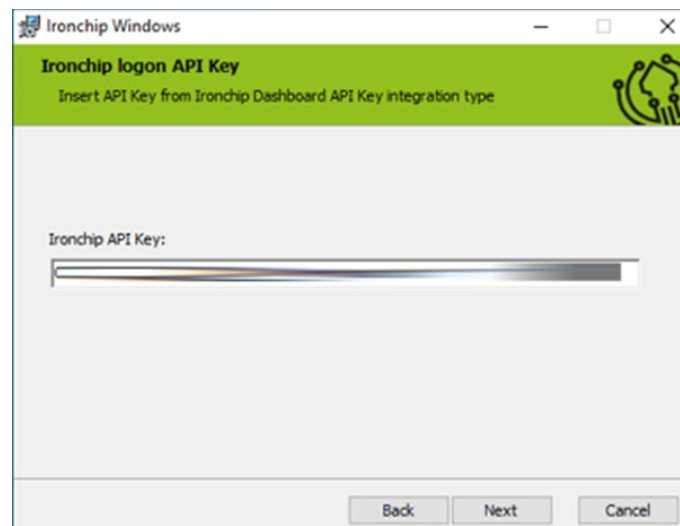 Ironchip Windows
Ironchip logon API Key
Insert API Key from Ironchip Dashboard API Key integration type
Ironchip API Key:
Back Next Cancel